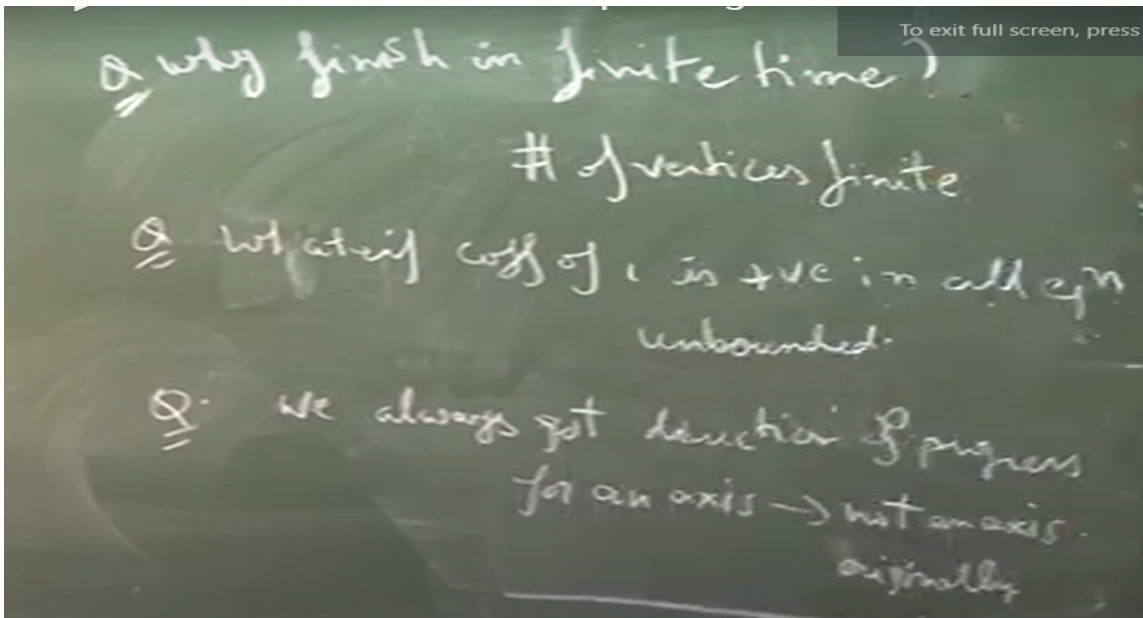 To exit full screen, press
Q why finish in finite time?
# of vertices finite
Q What if coff of is +ve in all eqn
unbounded.
Q. We always got direction of progress
for an axis → not an axis.
originally